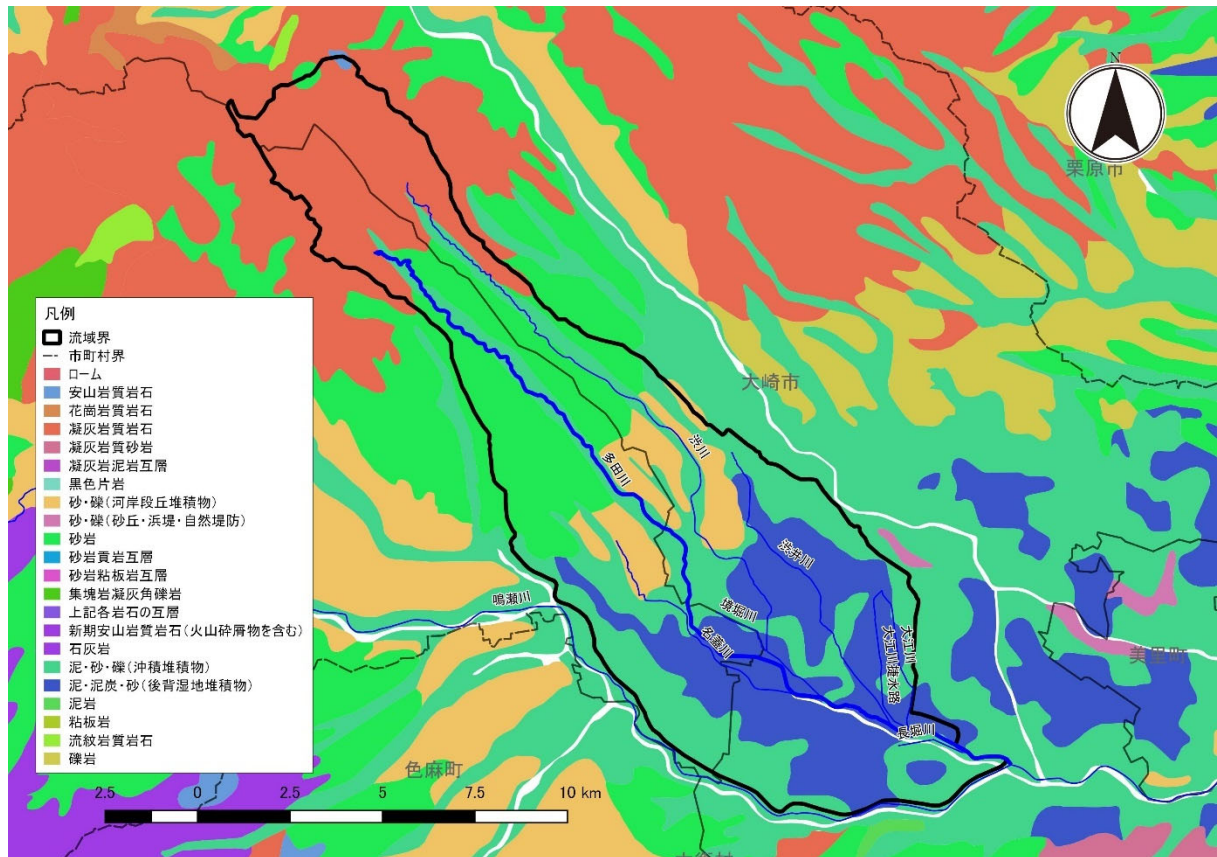 N
栗原市
大崎市
凡例
流域界
市町村界
ローム
安山岩質岩石
花崗岩質岩石
凝灰岩質岩石
凝灰岩質砂岩
凝灰岩泥岩互層
黒色片岩
砂・礫(河岸段丘堆積物)
砂・礫(砂丘・浜堤・自然堤防)
砂岩
砂岩頁岩互層
砂岩粘板岩互層
集塊岩凝灰角礫岩
上記各岩石の互層
新期安山岩質岩石(火山砕屑物を含む)
石灰岩
泥・砂・礫(沖積堆積物)
泥・泥炭・砂(後背湿地堆積物)
泥岩
粘板岩
流紋岩質岩石
礫岩
渋川
多田川
渋井川
鳴瀬川
境堀川
名蓋川
大江川
大江川捷水路
美里町
長堀川
色麻町
2.5 0 2.5 5 7.5 10 km